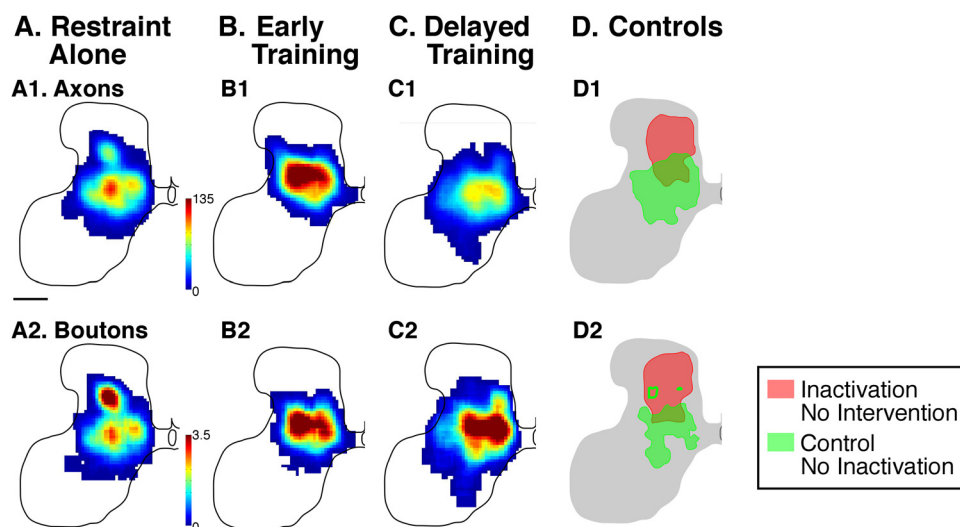 A. Restraint
Alone
B. Early
Training
C. Delayed
Training
D. Controls
A1. Axons
B1
C1
D1
135
0
A2. Boutons
B2
C2
D2
3.5
0
Inactivation
No Intervention
Control
No Inactivation